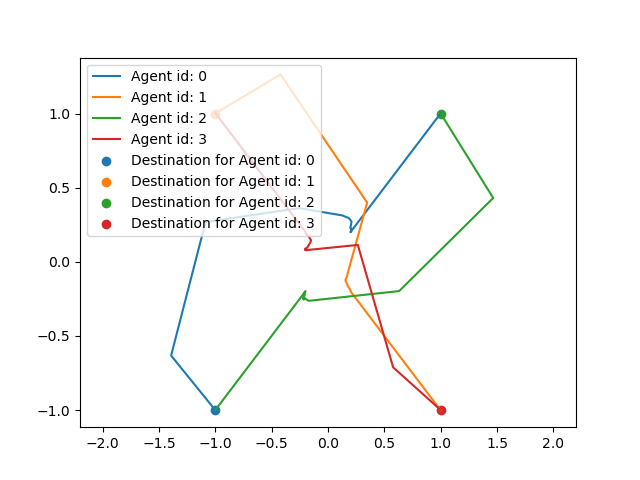 Agent id: 0
Agent id: 1
Agent id: 2
Agent id: 3
Destination for Agent id: 0
Destination for Agent id: 1
Destination for Agent id: 2
Destination for Agent id: 3
1.0
0.5
0.0
−0.5
−1.0
−2.0 −1.5 −1.0 −0.5 0.0 0.5 1.0 1.5 2.0